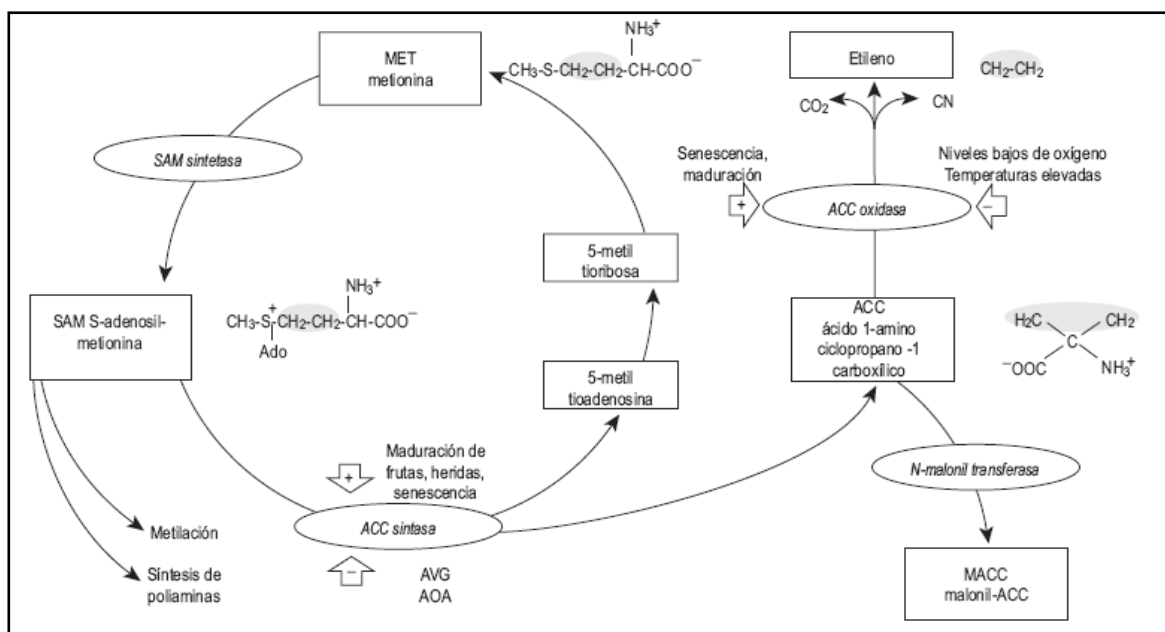 MET
metionina
CH₃-S-CH₂-CH₂-CH-COO⁻
NH₃⁺
Etileno
CH₂-CH₂
CO₂
CN
SAM sintetasa
Senescencia,
maduración
+
Niveles bajos de oxígeno
Temperaturas elevadas
−
ACC oxidasa
5-metil
tioribosa
SAM S-adenosil-
metionina
NH₃⁺
CH₃-S⁺-CH₂-CH₂-CH-COO⁻
Ado
ACC
ácido 1-amino
ciclopropano -1
carboxílico
H₂C
CH₂
C
⁻OOC
NH₃⁺
5-metil
tioadenosina
Maduración de
frutas, heridas,
senescencia
+
N-malonil transferasa
ACC sintasa
Metilación
−
AVG
AOA
Síntesis de
poliaminas
MACC
malonil-ACC